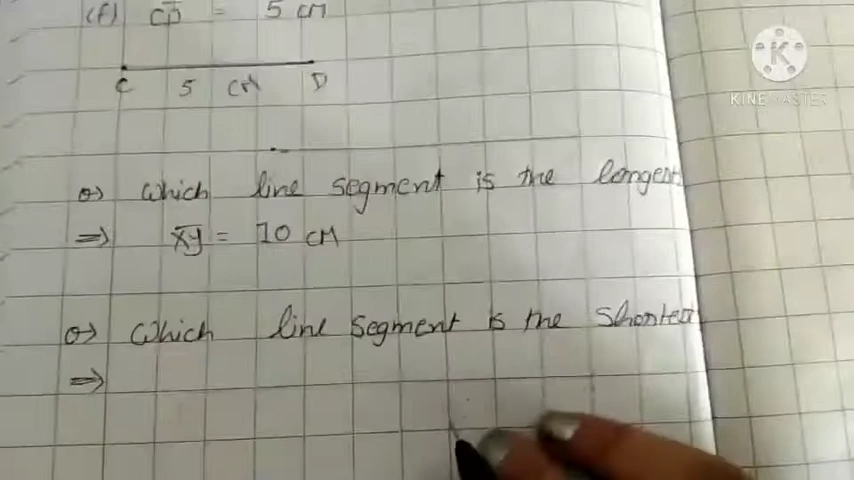 (f) CD = 5 CM
C 5 CM D
Q) Which line segment is the longest
⇒ xy = 10 CM
Q) Which line segment is the shortest
⇒
KINEMASTER